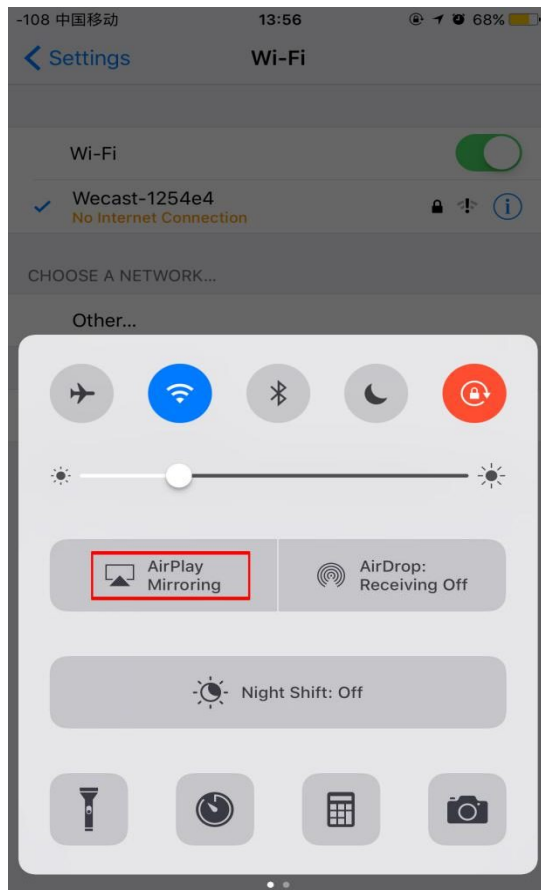 -108 中国移动 13:56 68%
Settings Wi-Fi
Wi-Fi
Wecast-1254e4
No Internet Connection
CHOOSE A NETWORK...
Other...
AirPlay
Mirroring
AirDrop:
Receiving Off
Night Shift: Off